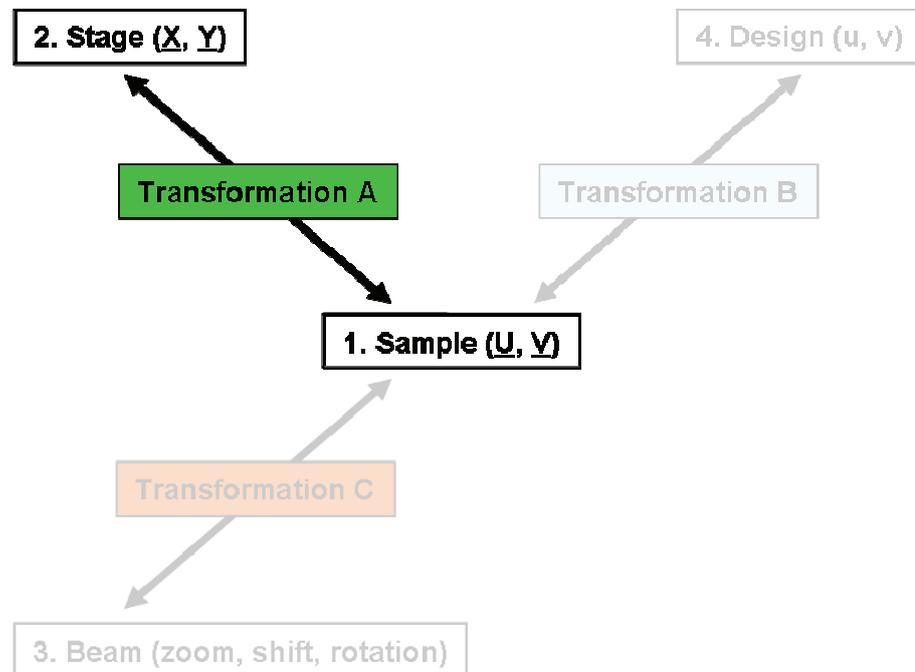 2. Stage (X, Y)
4. Design (u, v)
Transformation A
Transformation B
1. Sample (U, V)
Transformation C
3. Beam (zoom, shift, rotation)